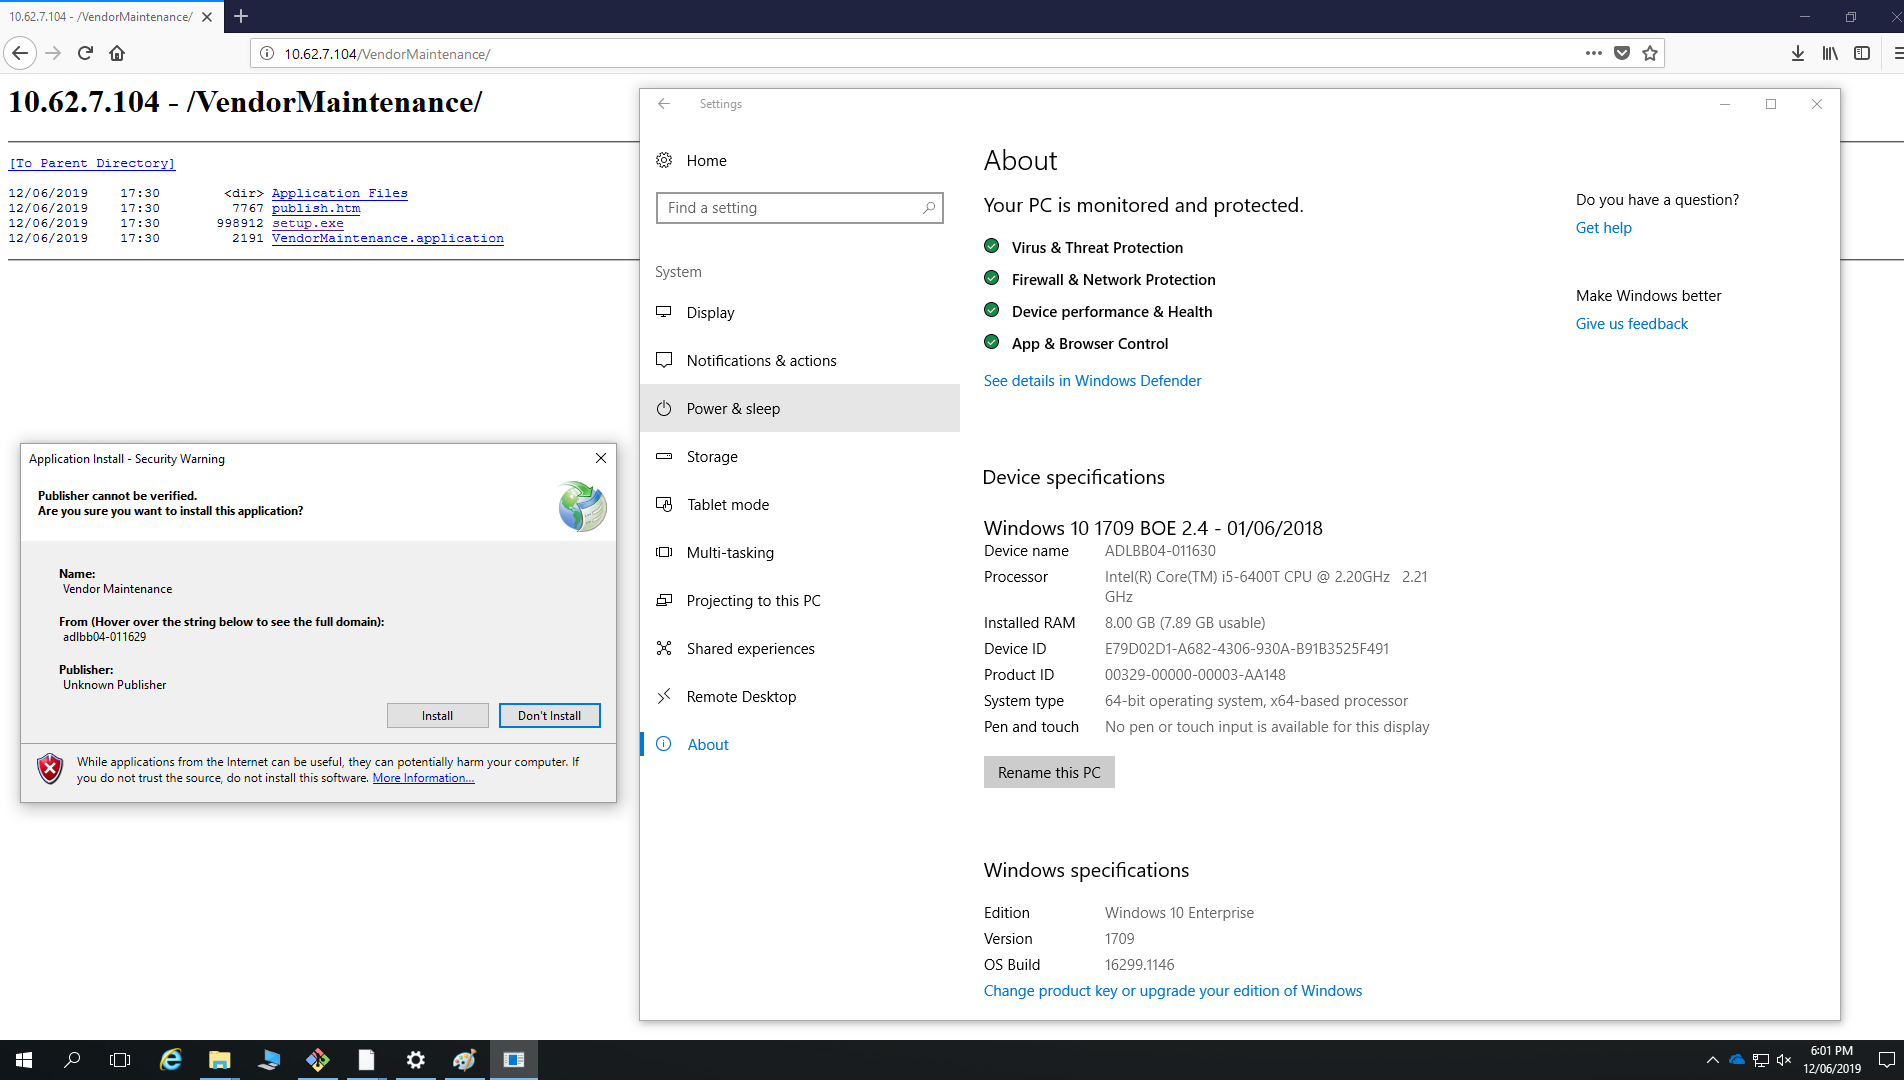 10.62.7.104 - /VendorMaintenance/
10.62.7.104/VendorMaintenance/
10.62.7.104 - /VendorMaintenance/
[To Parent Directory]
12/06/2019 17:30 <dir> Application Files
12/06/2019 17:30 7767 publish.htm
12/06/2019 17:30 998912 setup.exe
12/06/2019 17:30 2191 VendorMaintenance.application
Application Install - Security Warning
Publisher cannot be verified.
Are you sure you want to install this application?
Name:
Vendor Maintenance
From (Hover over the string below to see the full domain):
adlbb04-011629
Publisher:
Unknown Publisher
Install
Don't Install
While applications from the Internet can be useful, they can potentially harm your computer. If
you do not trust the source, do not install this software. More Information...
Settings
Home
Find a setting
System
Display
Notifications & actions
Power & sleep
Storage
Tablet mode
Multi-tasking
Projecting to this PC
Shared experiences
Remote Desktop
About
About
Your PC is monitored and protected.
Virus & Threat Protection
Firewall & Network Protection
Device performance & Health
App & Browser Control
See details in Windows Defender
Device specifications
Windows 10 1709 BOE 2.4 - 01/06/2018
Device name ADLBB04-011630
Processor Intel(R) Core(TM) i5-6400T CPU @ 2.20GHz 2.21
GHz
Installed RAM 8.00 GB (7.89 GB usable)
Device ID E79D02D1-A682-4306-930A-B91B3525F491
Product ID 00329-00000-00003-AA148
System type 64-bit operating system, x64-based processor
Pen and touch No pen or touch input is available for this display
Rename this PC
Windows specifications
Edition Windows 10 Enterprise
Version 1709
OS Build 16299.1146
Change product key or upgrade your edition of Windows
Do you have a question?
Get help
Make Windows better
Give us feedback
6:01 PM
12/06/2019